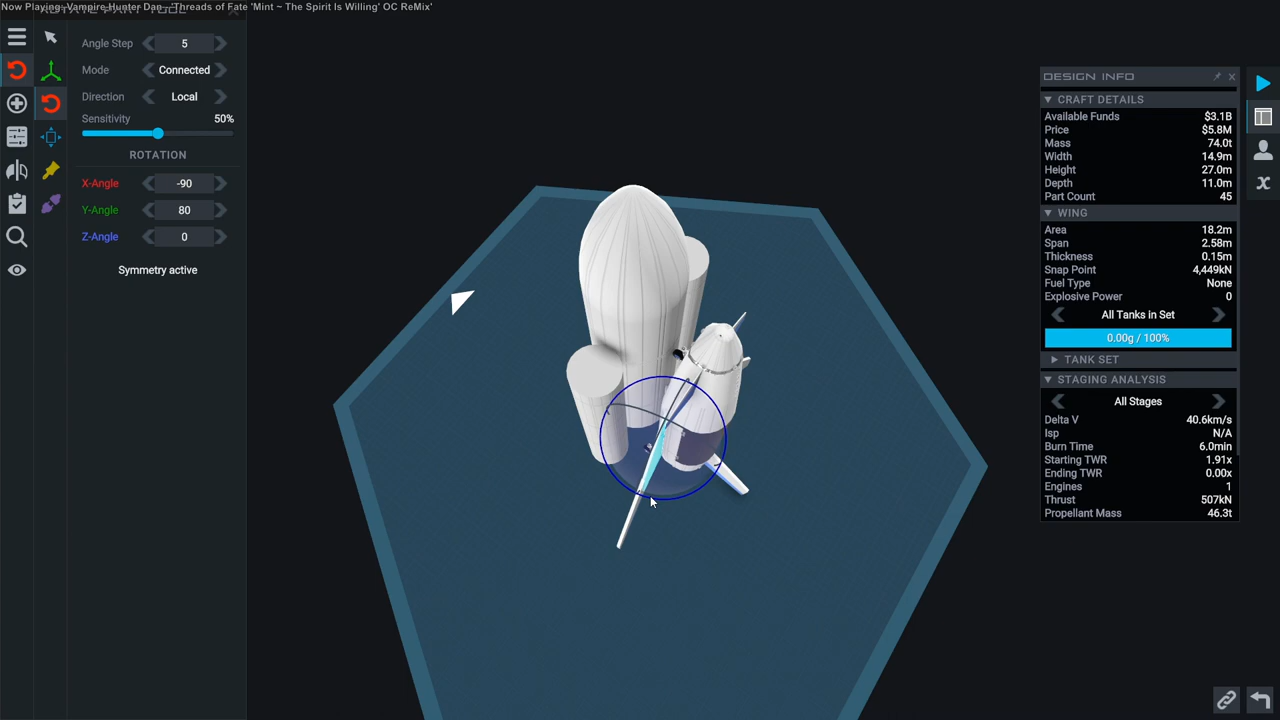 Now Playing: Vampire Hunter Dan - 'Threads of Fate 'Mint ~ The Spirit Is Willing' OC ReMix'
ROTATE PART TOOL
Angle Step 5
Mode Connected
Direction Local
Sensitivity 50%
ROTATION
X-Angle -90
Y-Angle 80
Z-Angle 0
Symmetry active
DESIGN INFO
CRAFT DETAILS
Available Funds $3.1B
Price $5.8M
Mass 74.0t
Width 14.9m
Height 27.0m
Depth 11.0m
Part Count 45
WING
Area 18.2m
Span 2.58m
Thickness 0.15m
Snap Point 4,449kN
Fuel Type None
Explosive Power 0
All Tanks in Set
0.00g / 100%
TANK SET
STAGING ANALYSIS
All Stages
Delta V 40.6km/s
Isp N/A
Burn Time 6.0min
Starting TWR 1.91x
Ending TWR 0.00x
Engines 1
Thrust 507kN
Propellant Mass 46.3t